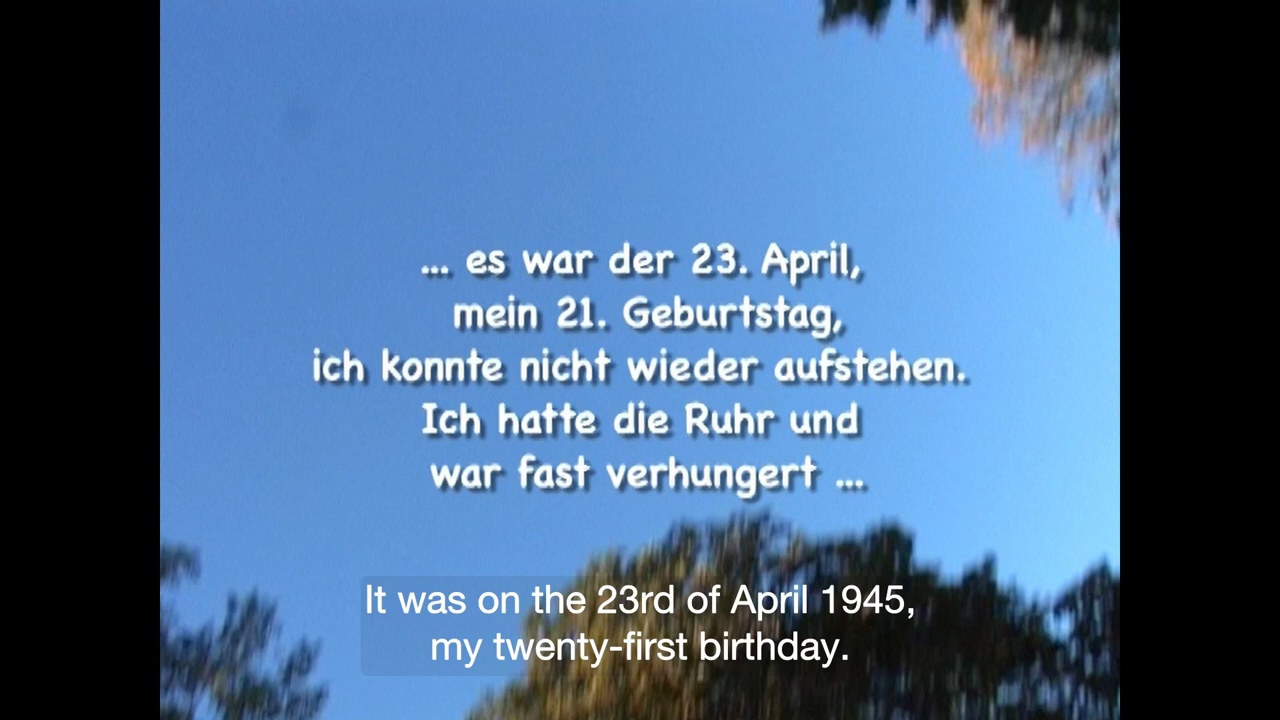 ... es war der 23. April,
mein 21. Geburtstag,
ich konnte nicht wieder aufstehen.
Ich hatte die Ruhr und
war fast verhungert ...
It was on the 23rd of April 1945,
my twenty-first birthday.